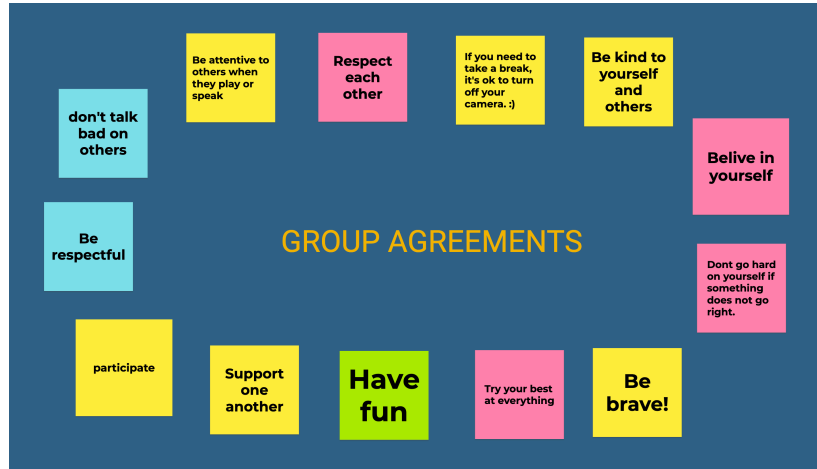 Be attentive to
others when
they play or
speak
Respect
each
other
If you need to
take a break,
it's ok to turn
off your
camera. :)
Be kind to
yourself
and
others
don't talk
bad on
others
Belive in
yourself
Be
respectful
GROUP AGREEMENTS
Dont go hard
on yourself if
something
does not go
right.
participate
Support
one
another
Have
fun
Try your best
at everything
Be
brave!